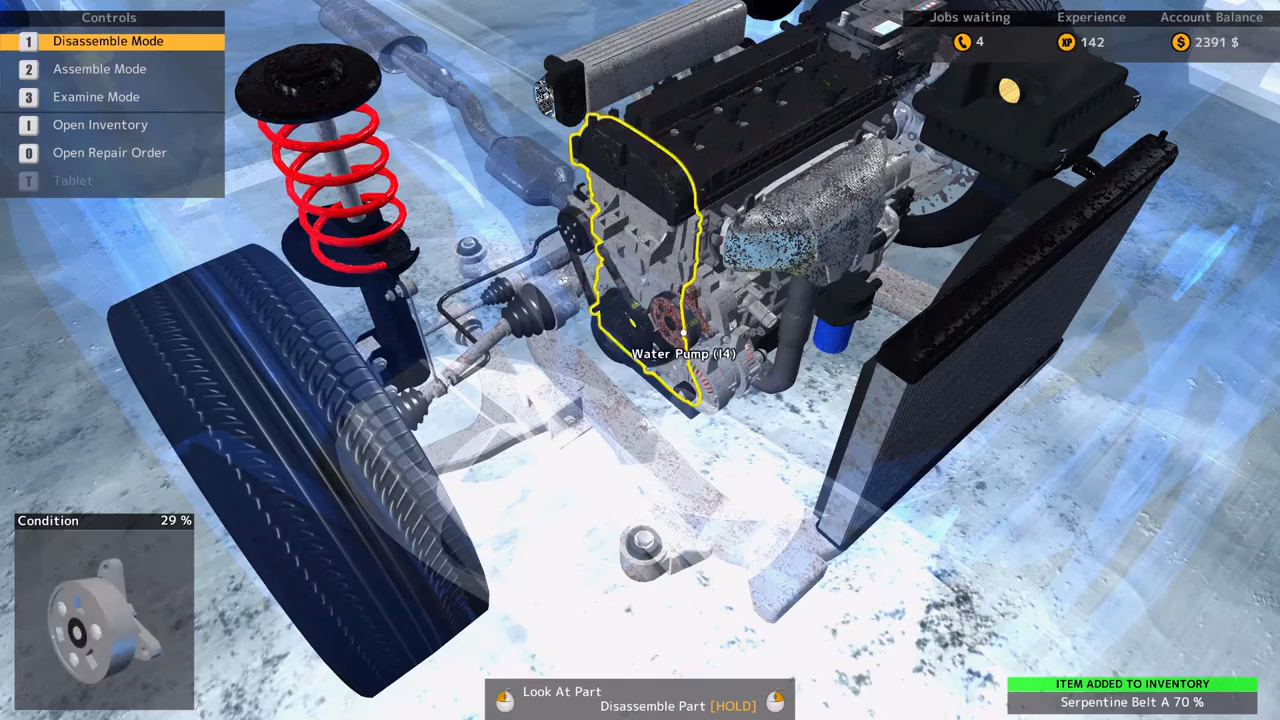 Controls
1 Disassemble Mode
2 Assemble Mode
3 Examine Mode
I Open Inventory
O Open Repair Order
T Tablet
Jobs waiting Experience Account Balance
4 XP 142 $ 2391 $
Water Pump (I4)
Condition 29 %
Look At Part
Disassemble Part [HOLD]
ITEM ADDED TO INVENTORY
Serpentine Belt A 70 %